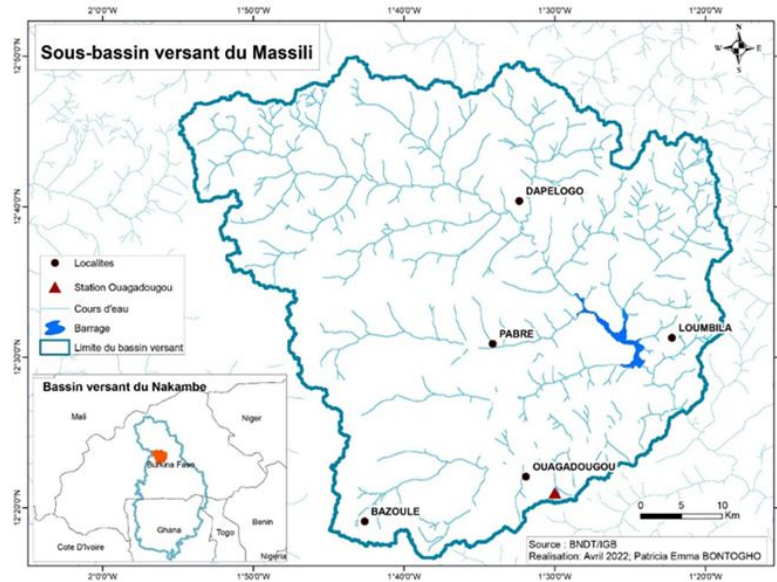 2°0'0"
1°50'0"
1°40'0"
1°30'0"
1°20'0"
Sous-bassin versant du Massili
N
W E
S
12°50'0"N
12°40'0"
12°30'0"
12°20'0"
DAPELOGO
Localites
Station Ouagadougou
Cours d'eau
Barrage
Limite du bassin versant
PABRE
LOUMBILA
Bassin versant du Nakambe
Mali
Niger
Burkina Faso
Ghana
Togo
Benin
Cote D'Ivoire
Nigeria
OUAGADOUGOU
BAZOULE
0 5 10
Km
Source : BNDT/IGB
Realisation: Avril 2022; Patricia Emma BONTOGHO
2°0'0"
1°50'0"
1°40'0"
1°30'0"
1°20'0"